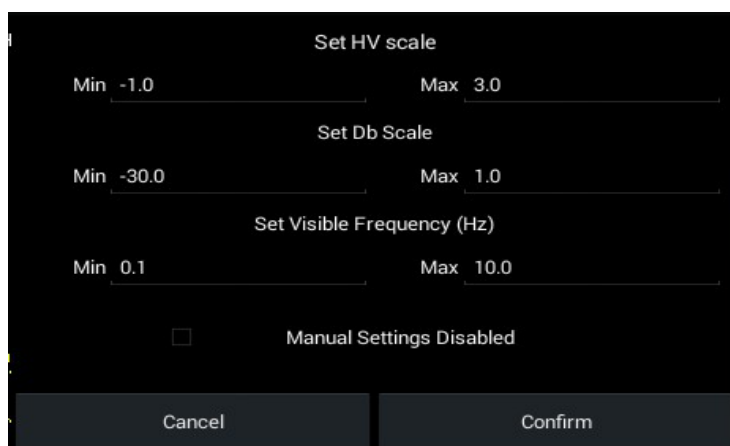 Set HV scale
Min -1.0 Max 3.0
Set Db Scale
Min -30.0 Max 1.0
Set Visible Frequency (Hz)
Min 0.1 Max 10.0
Manual Settings Disabled
Cancel Confirm